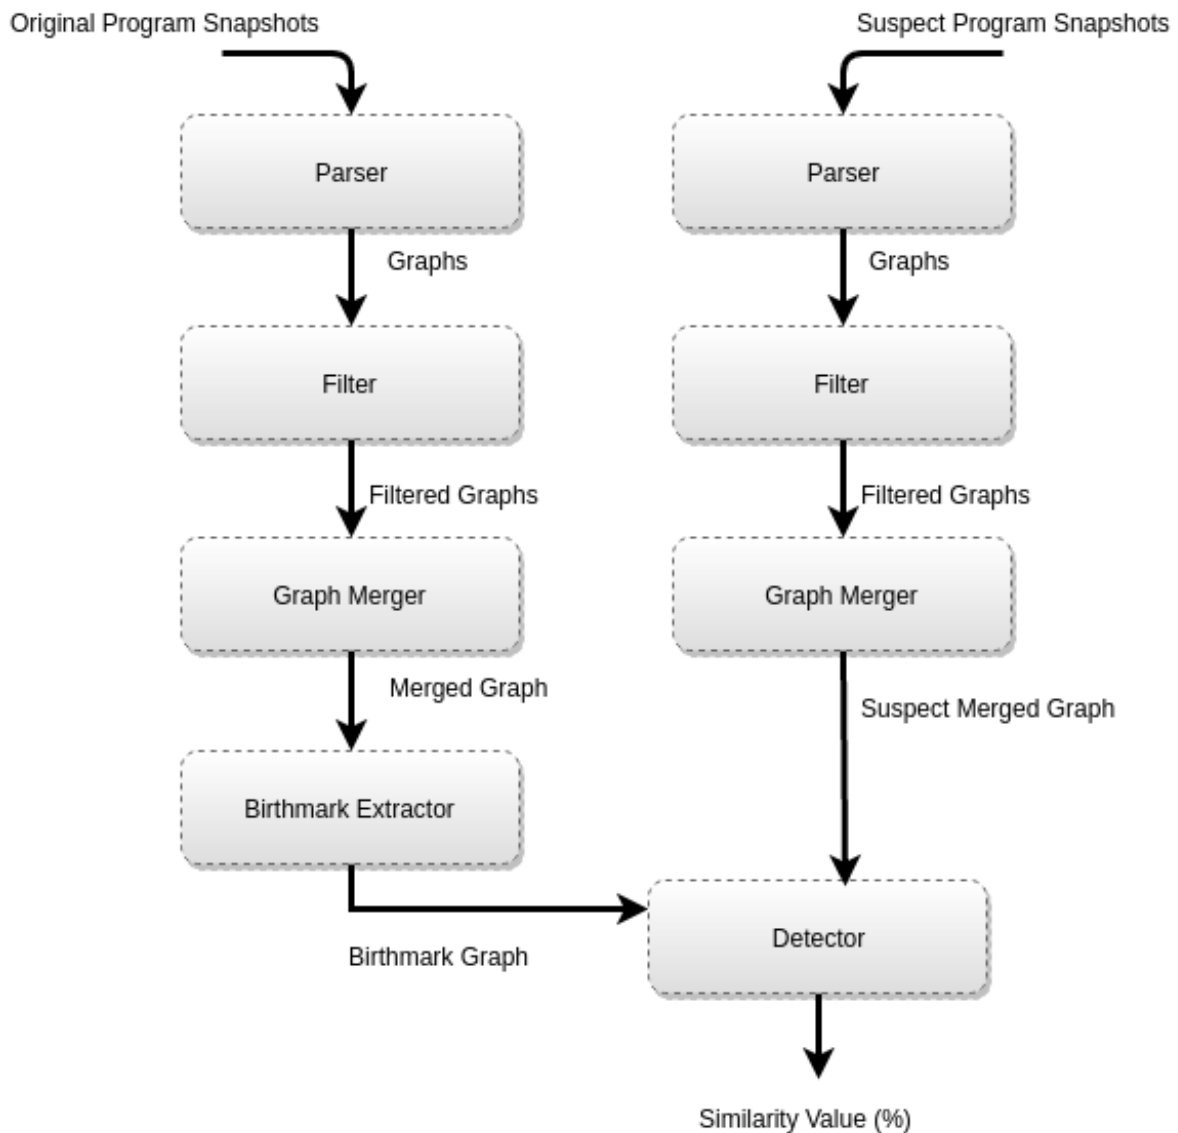 Original Program Snapshots
Suspect Program Snapshots
Parser
Parser
Graphs
Graphs
Filter
Filter
Filtered Graphs
Filtered Graphs
Graph Merger
Graph Merger
Merged Graph
Suspect Merged Graph
Birthmark Extractor
Detector
Birthmark Graph
Similarity Value (%)